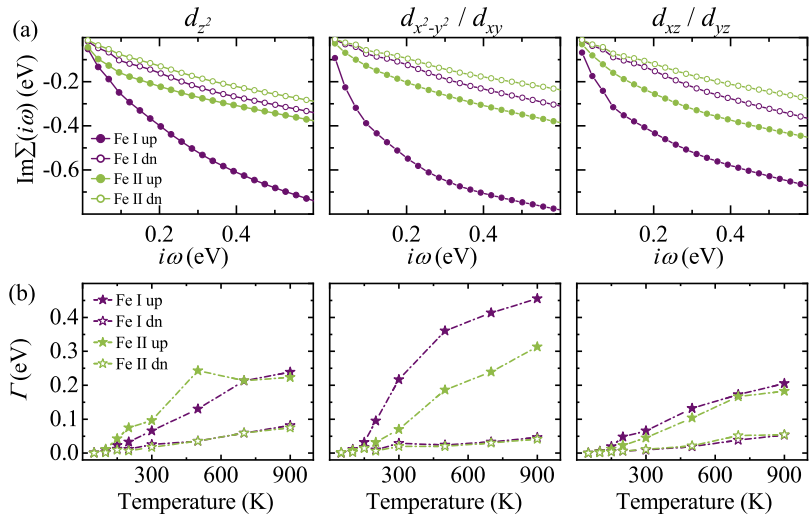 (a)
d_{z²}
d_{x²-y²} / d_{xy}
d_{xz} / d_{yz}
ImΣ(iω) (eV)
-0.2
-0.4
-0.6
Fe I up
Fe I dn
Fe II up
Fe II dn
0.2 0.4
0.2 0.4
0.2 0.4
iω (eV)
iω (eV)
iω (eV)
(b)
Γ (eV)
0.4
0.3
0.2
0.1
0.0
Fe I up
Fe I dn
Fe II up
Fe II dn
300 600 900
300 600 900
300 600 900
Temperature (K)
Temperature (K)
Temperature (K)